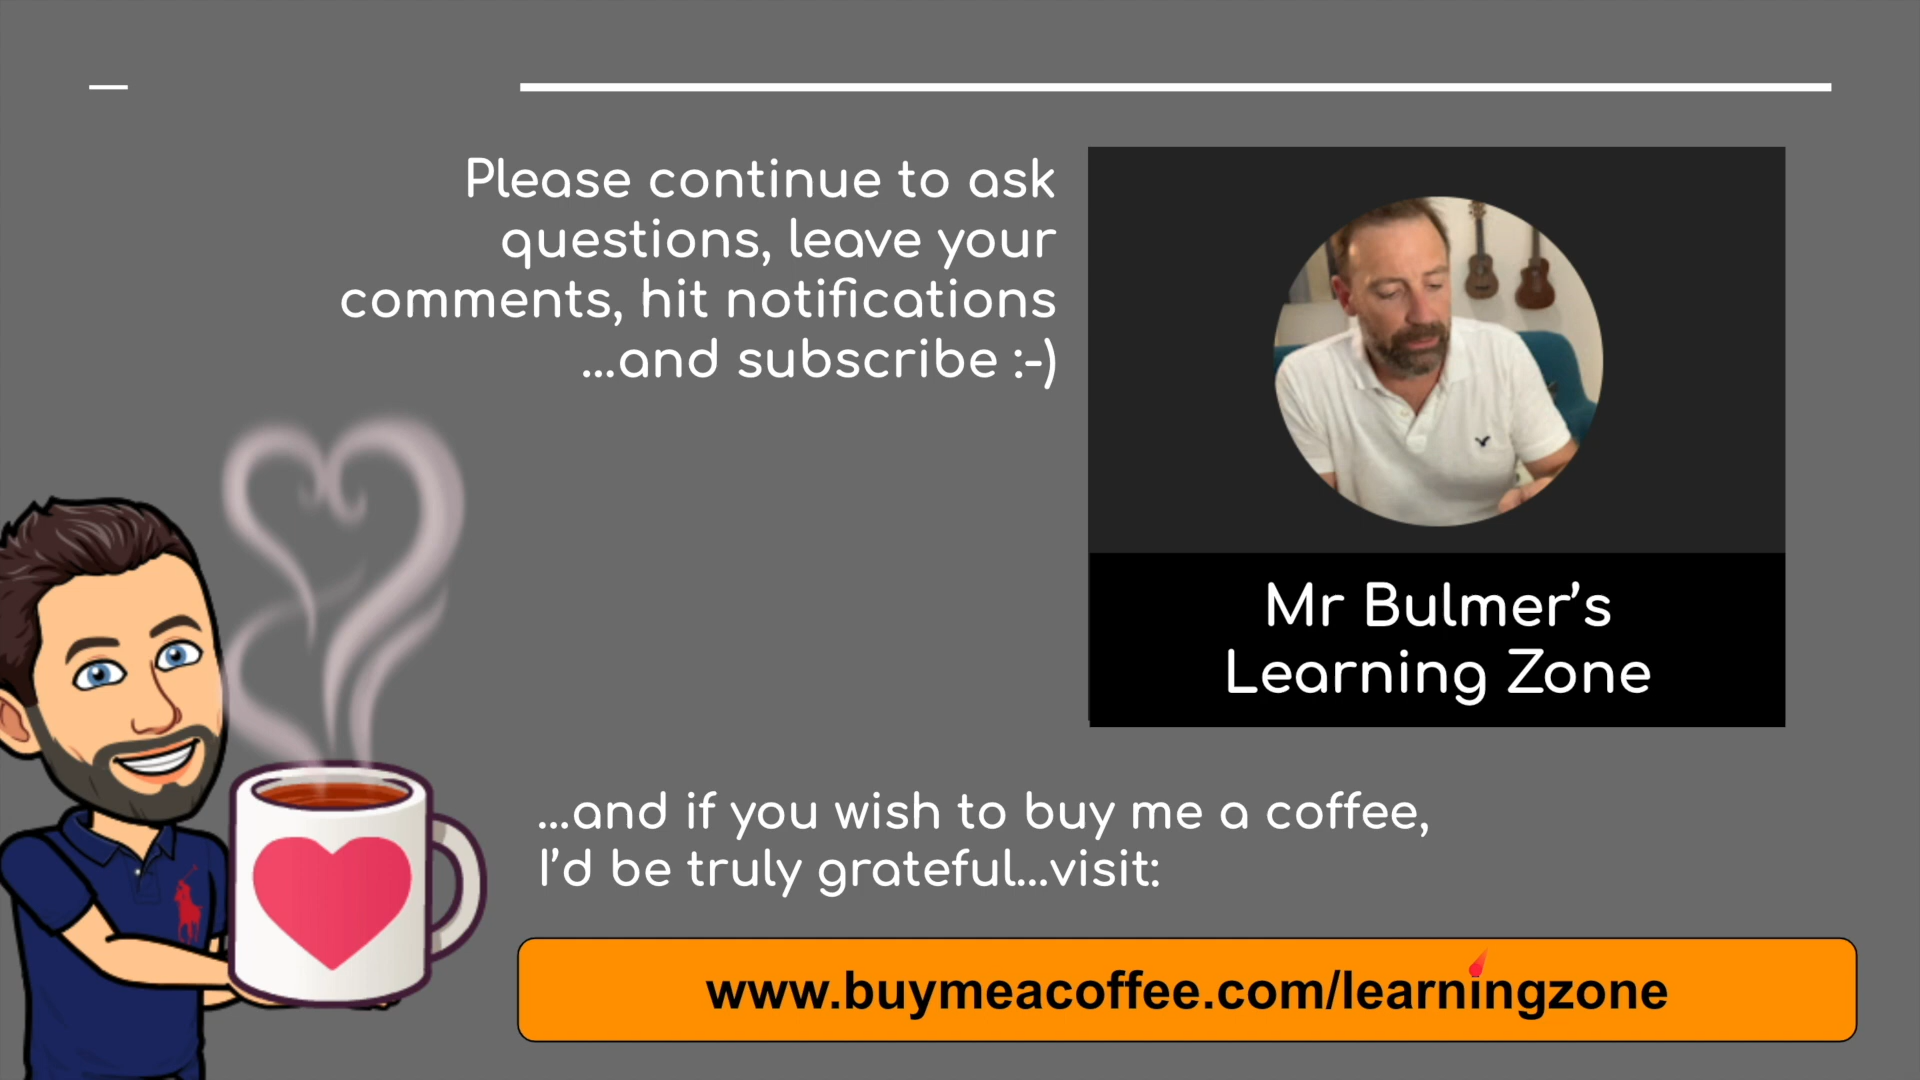 Please continue to ask
questions, leave your
comments, hit notifications
...and subscribe :-)
Mr Bulmer’s
Learning Zone
...and if you wish to buy me a coffee,
I’d be truly grateful...visit:
www.buymeacoffee.com/learningzone